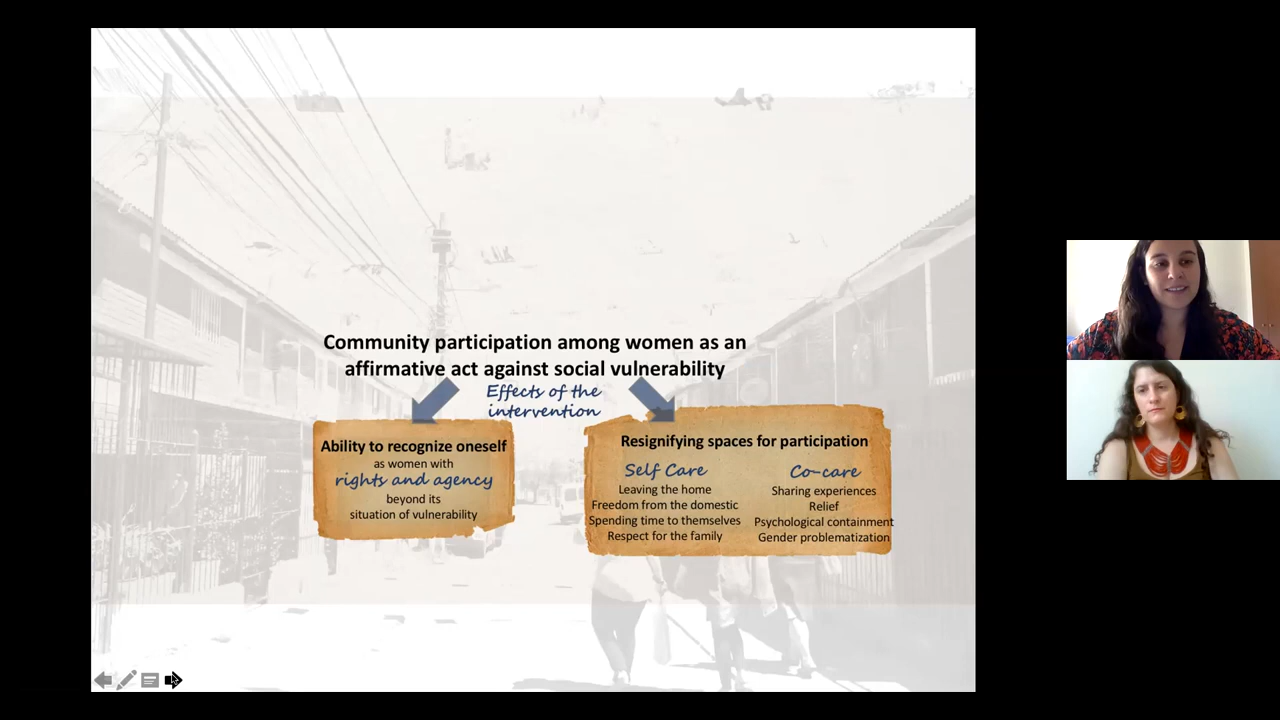 Community participation among women as an
affirmative act against social vulnerability
Effects of the
intervention
Ability to recognize oneself
as women with
rights and agency
beyond its
situation of vulnerability
Resignifying spaces for participation
Self Care
Leaving the home
Freedom from the domestic
Spending time to themselves
Respect for the family
Co-care
Sharing experiences
Relief
Psychological containment
Gender problematization